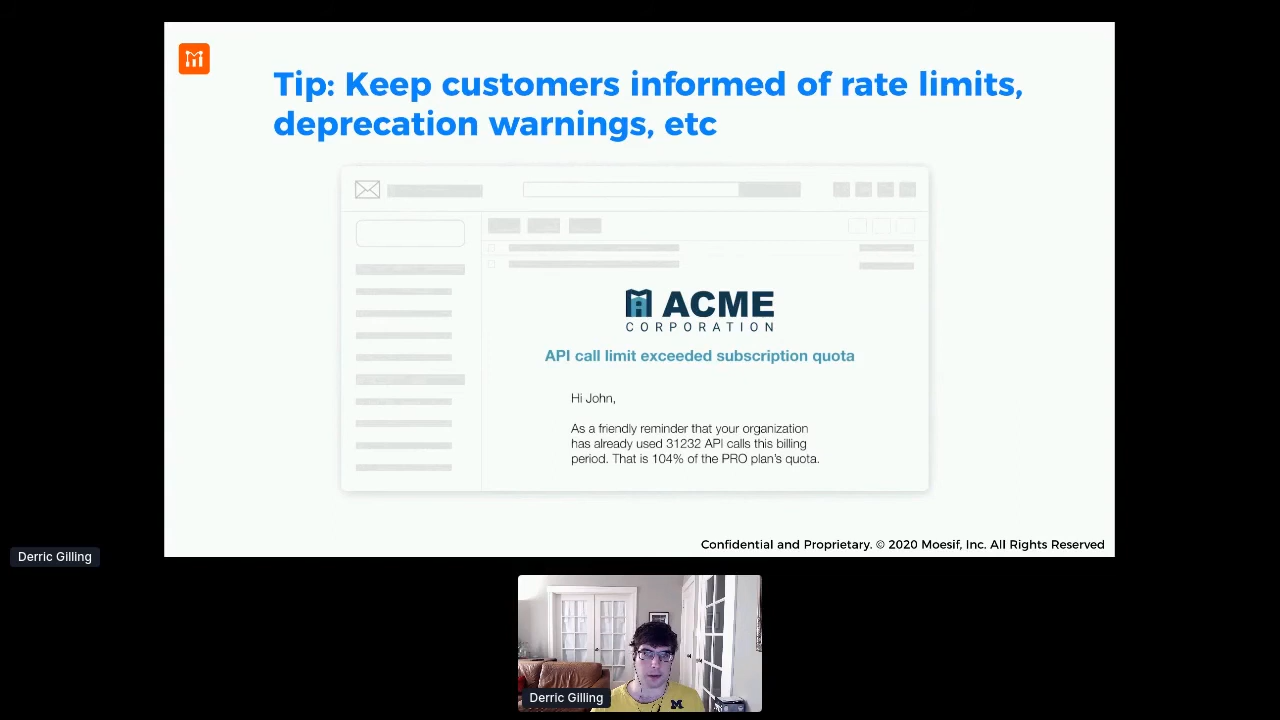 Tip: Keep customers informed of rate limits,
deprecation warnings, etc
ACME
CORPORATION
API call limit exceeded subscription quota
Hi John,
As a friendly reminder that your organization
has already used 31232 API calls this billing
period. That is 104% of the PRO plan's quota.
Confidential and Proprietary. © 2020 Moesif, Inc. All Rights Reserved
Derric Gilling
Derric Gilling